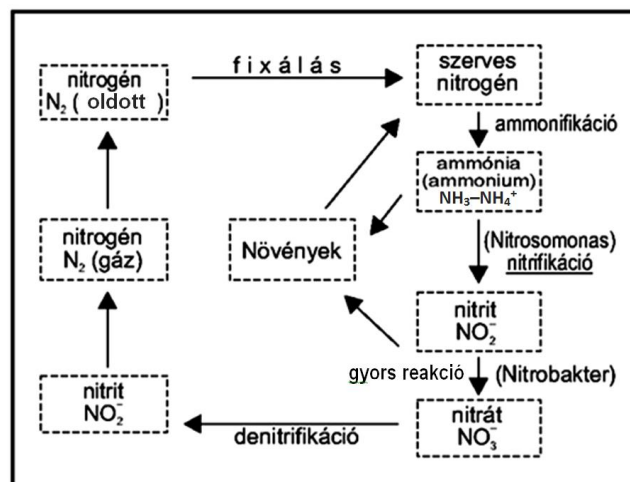 nitrogén
N₂ ( oldott )
fixálás
szerves
nitrogén
ammonifikáció
ammónia
(ammonium)
NH₃–NH₄⁺
(Nitrosomonas)
nitrifikáció
nitrogén
N₂ (gáz)
Növények
nitrit
NO₂⁻
gyors reakció
(Nitrobakter)
nitrit
NO₂⁻
denitrifikáció
nitrát
NO₃⁻